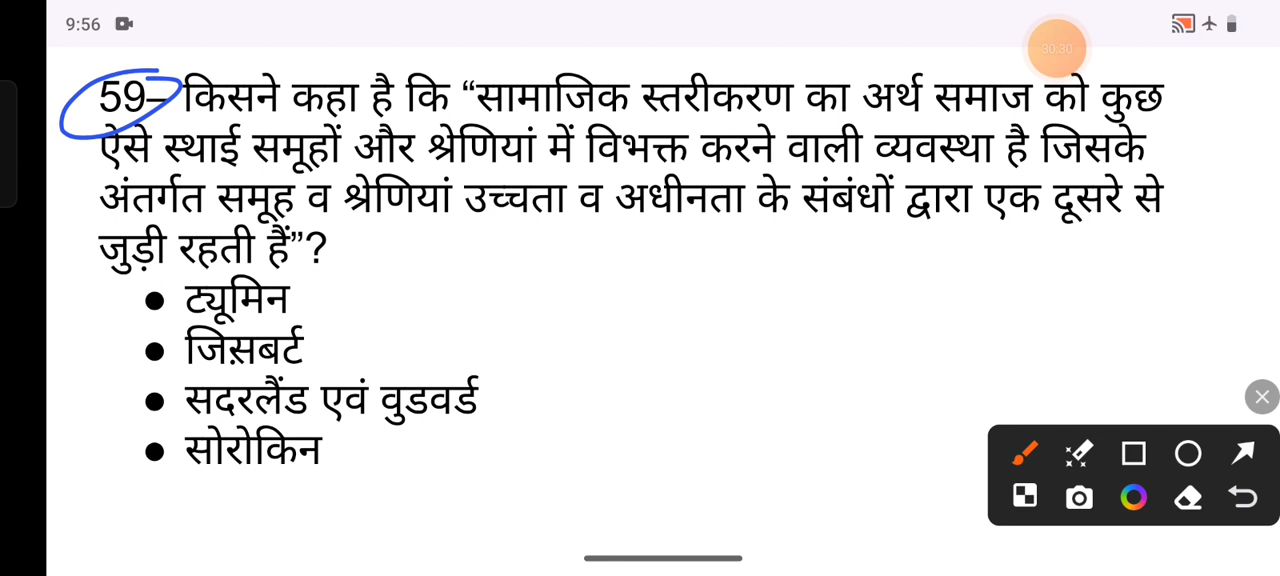 9:56
30:30
59– किसने कहा है कि “सामाजिक स्तरीकरण का अर्थ समाज को कुछ
ऐसे स्थाई समूहों और श्रेणियां में विभक्त करने वाली व्यवस्था है जिसके
अंतर्गत समूह व श्रेणियां उच्चता व अधीनता के संबंधों द्वारा एक दूसरे से
जुड़ी रहती हैं”?
● ट्यूमिन
● जिस़बर्ट
● सदरलैंड एवं वुडवर्ड
● सोरोकिन